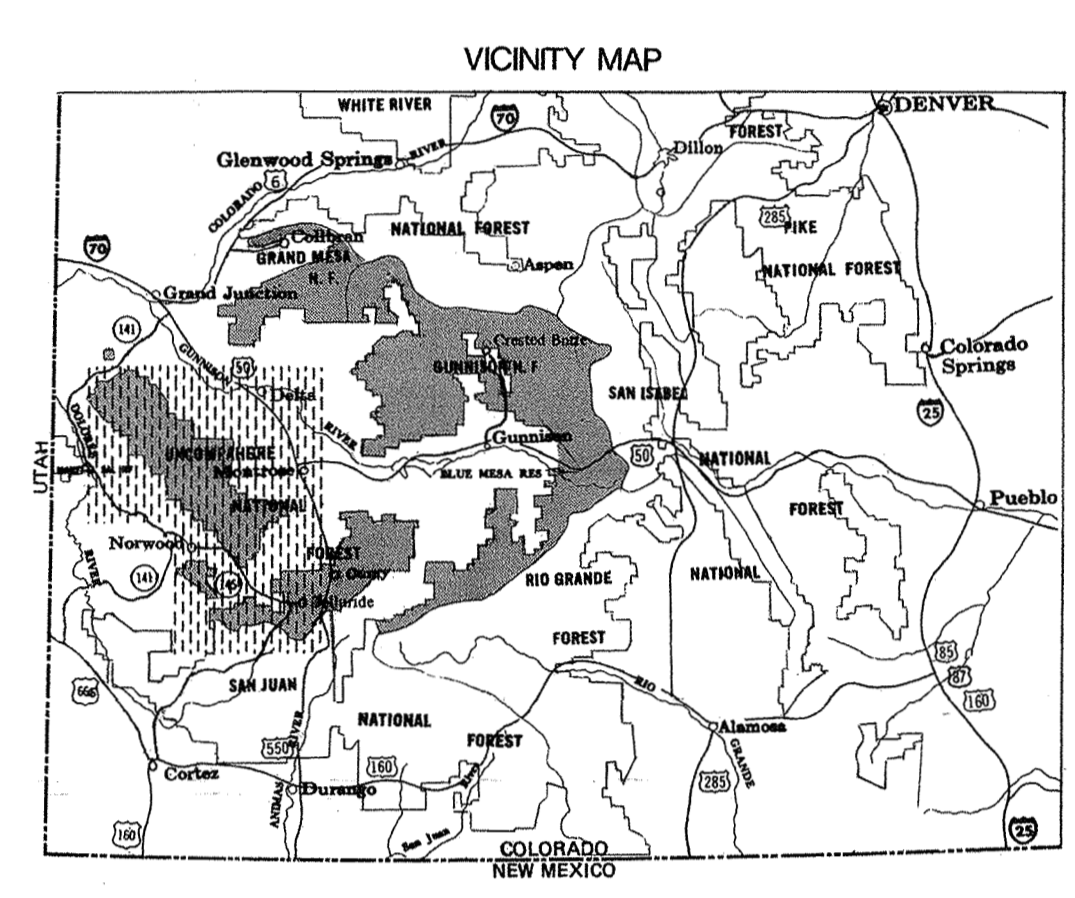 VICINITY MAP
WHITE RIVER
70
DENVER
FOREST
Dillon
RIVER
Glenwood Springs
6
COLORADO
285
PIKE
NATIONAL FOREST
Collbran
70
GRAND MESA
N. F.
Aspen
NATIONAL FOREST
Grand Junction
141
Crested Butte
Colorado
Springs
GUNNISON
50
GUNNISON N. F
Delta
SAN ISABEL
25
DOLORES
RIVER
Gunnison
UTAH
UNCOMPAHGRE
50
NATIONAL
Montrose
BLUE MESA RES
Pueblo
NATIONAL
FOREST
Norwood
FOREST
RIVER
141
145
Ouray
RIO GRANDE
NATIONAL
Telluride
FOREST
85
87
666
SAN JUAN
RIO
160
NATIONAL
Alamosa
550
RIVER
FOREST
GRANDE
Cortez
160
River
285
ANIMAS
Durango
160
San Juan
25
COLORADO
NEW MEXICO